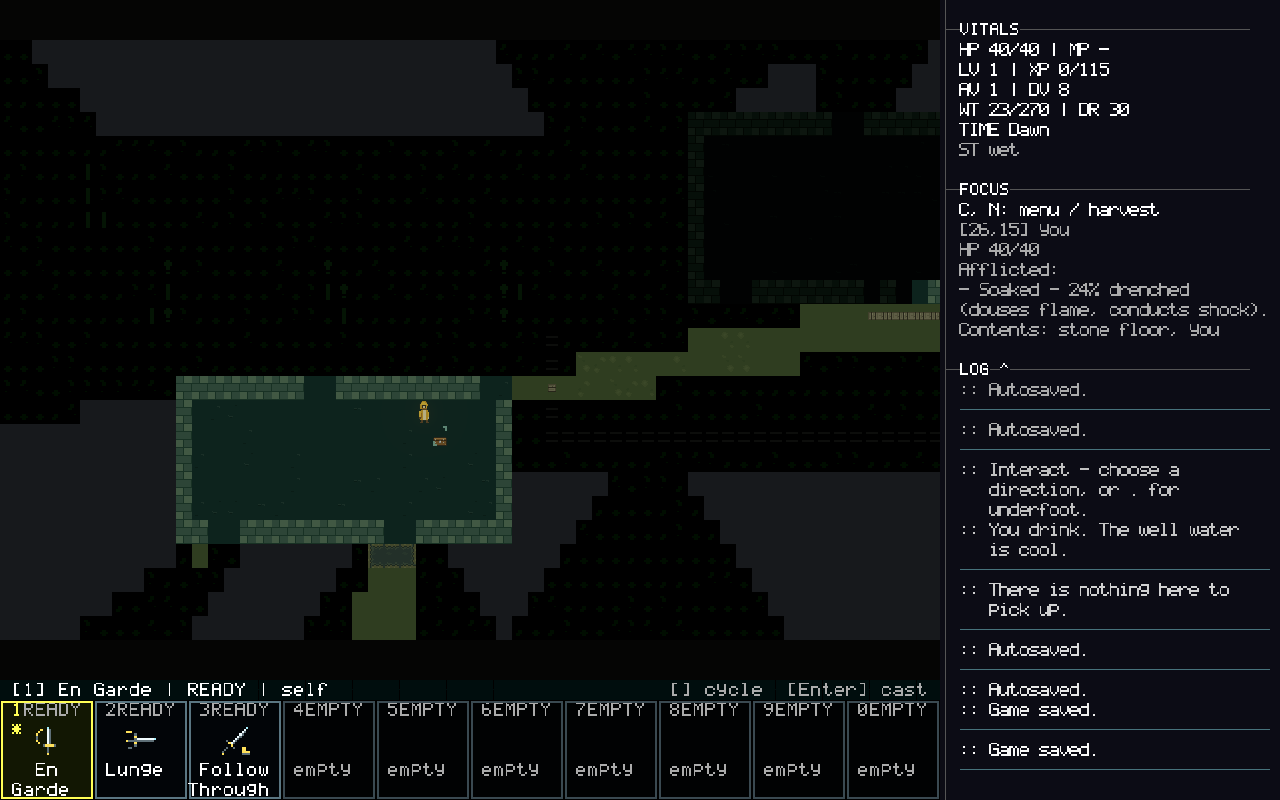 VITALS
HP 40/40 | MP -
LV 1 | XP 0/115
AV 1 | DV 8
WT 23/270 | DR 30
TIME Dawn
ST wet
FOCUS
C, N: menu / harvest
[26,15] You
HP 40/40
Afflicted:
- Soaked - 24% drenched
(douses flame, conducts shock).
Contents: stone floor, You
LOG ^
:: Autosaved.
:: Autosaved.
:: Interact - choose a
direction, or . for
underfoot.
:: You drink. The well water
is cool.
:: There is nothing here to
Pick up.
:: Autosaved.
:: Autosaved.
:: Game saved.
:: Game saved.
[1] En Garde | READY | self
[] cycle [Enter] cast
1READY 2READY 3READY 4EMPTY 5EMPTY 6EMPTY 7EMPTY 8EMPTY 9EMPTY 0EMPTY
*
En Garde
Lunge
Follow Through
empty empty empty empty empty empty empty